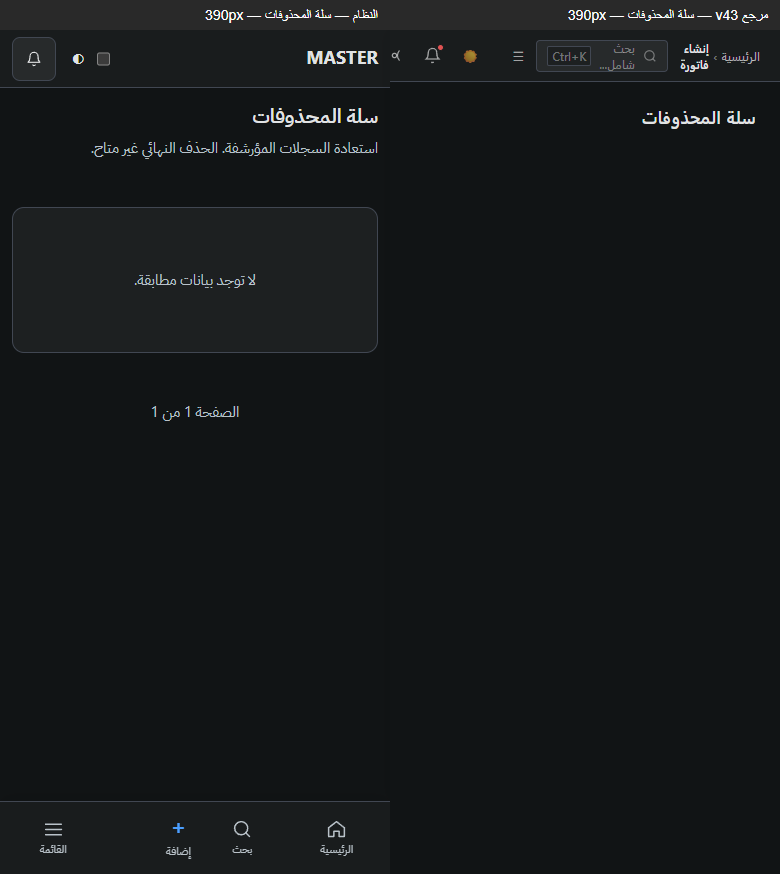 مرجع v43 — سلة المحذوفات — 390px
الرئيسية › إنشاء فاتورة
بحث شامل...
Ctrl+K
سلة المحذوفات
النظام — سلة المحذوفات — 390px
MASTER
سلة المحذوفات
استعادة السجلات المؤرشفة. الحذف النهائي غير متاح.
لا توجد بيانات مطابقة.
الصفحة 1 من 1
الرئيسية
بحث
إضافة
القائمة